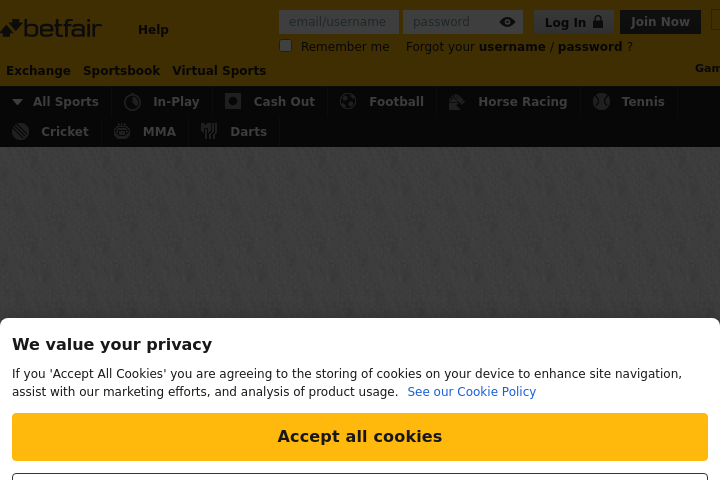 betfair
Help
email/username
password
Log In
Join Now
Remember me
Forgot your username / password ?
Exchange
Sportsbook
Virtual Sports
All Sports
In-Play
Cash Out
Football
Horse Racing
Tennis
Cricket
MMA
Darts
We value your privacy
If you 'Accept All Cookies' you are agreeing to the storing of cookies on your device to enhance site navigation,
assist with our marketing efforts, and analysis of product usage. See our Cookie Policy
Accept all cookies